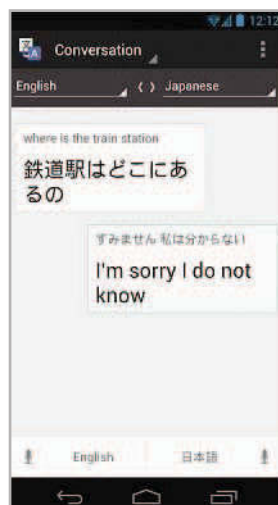 12:12
Conversation
English
Japanese
where is the train station
鉄道駅はどこにあ
るの
すみません 私は分からない
I'm sorry I do not
know
English
日本語